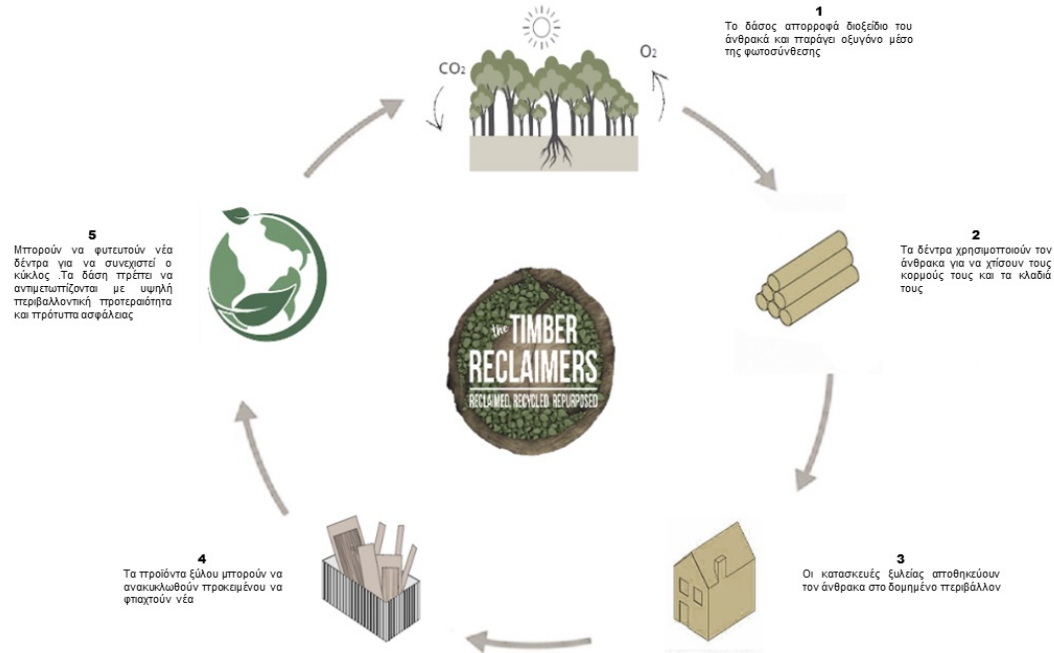 1
Το δάσος απορροφά διοξείδιο του
άνθρακά και παράγει οξυγόνο μέσο
της φωτοσύνθεσης
CO₂
O₂
2
Τα δέντρα χρησιμοποιούν τον
άνθρακα για να χτίσουν τους
κορμούς τους και τα κλαδιά
τους
3
Οι κατασκευές ξυλείας αποθηκεύουν
τον άνθρακα στο δομημένο περιβάλλον
4
Τα προϊόντα ξύλου μπορούν να
ανακυκλωθούν προκειμένου να
φτιαχτούν νέα
5
Μπορούν να φυτευτούν νέα
δέντρα για να συνεχιστεί ο
κύκλος .Τα δάση πρέπει να
αντιμετωπίζονται με υψηλή
περιβαλλοντική προτεραιότητα
και πρότυπα ασφάλειας
the TIMBER
RECLAIMERS
RECLAIMED, RECYCLED, REPURPOSED